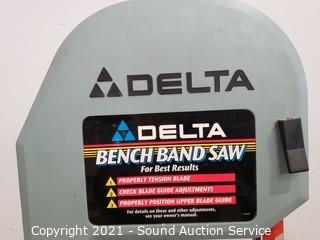 DELTA
DELTA
BENCH BAND SAW
For Best Results
PROPERLY TENSION BLADE
CHECK BLADE GUIDE ADJUSTMENTS
PROPERLY POSITION UPPER BLADE GUIDE
For details on these and other adjustments,
see your owner's manual.
Copyright 2021 - Sound Auction Service